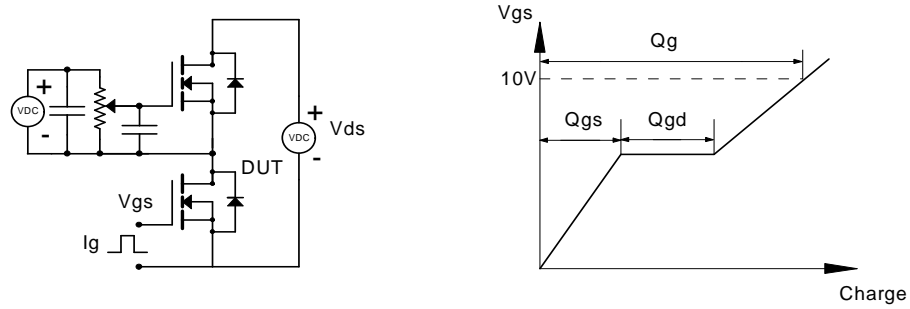 +
VDC
-
+
VDC
-
Vds
DUT
Vgs
Ig
Vgs
Qg
10V
Qgs
Qgd
Charge